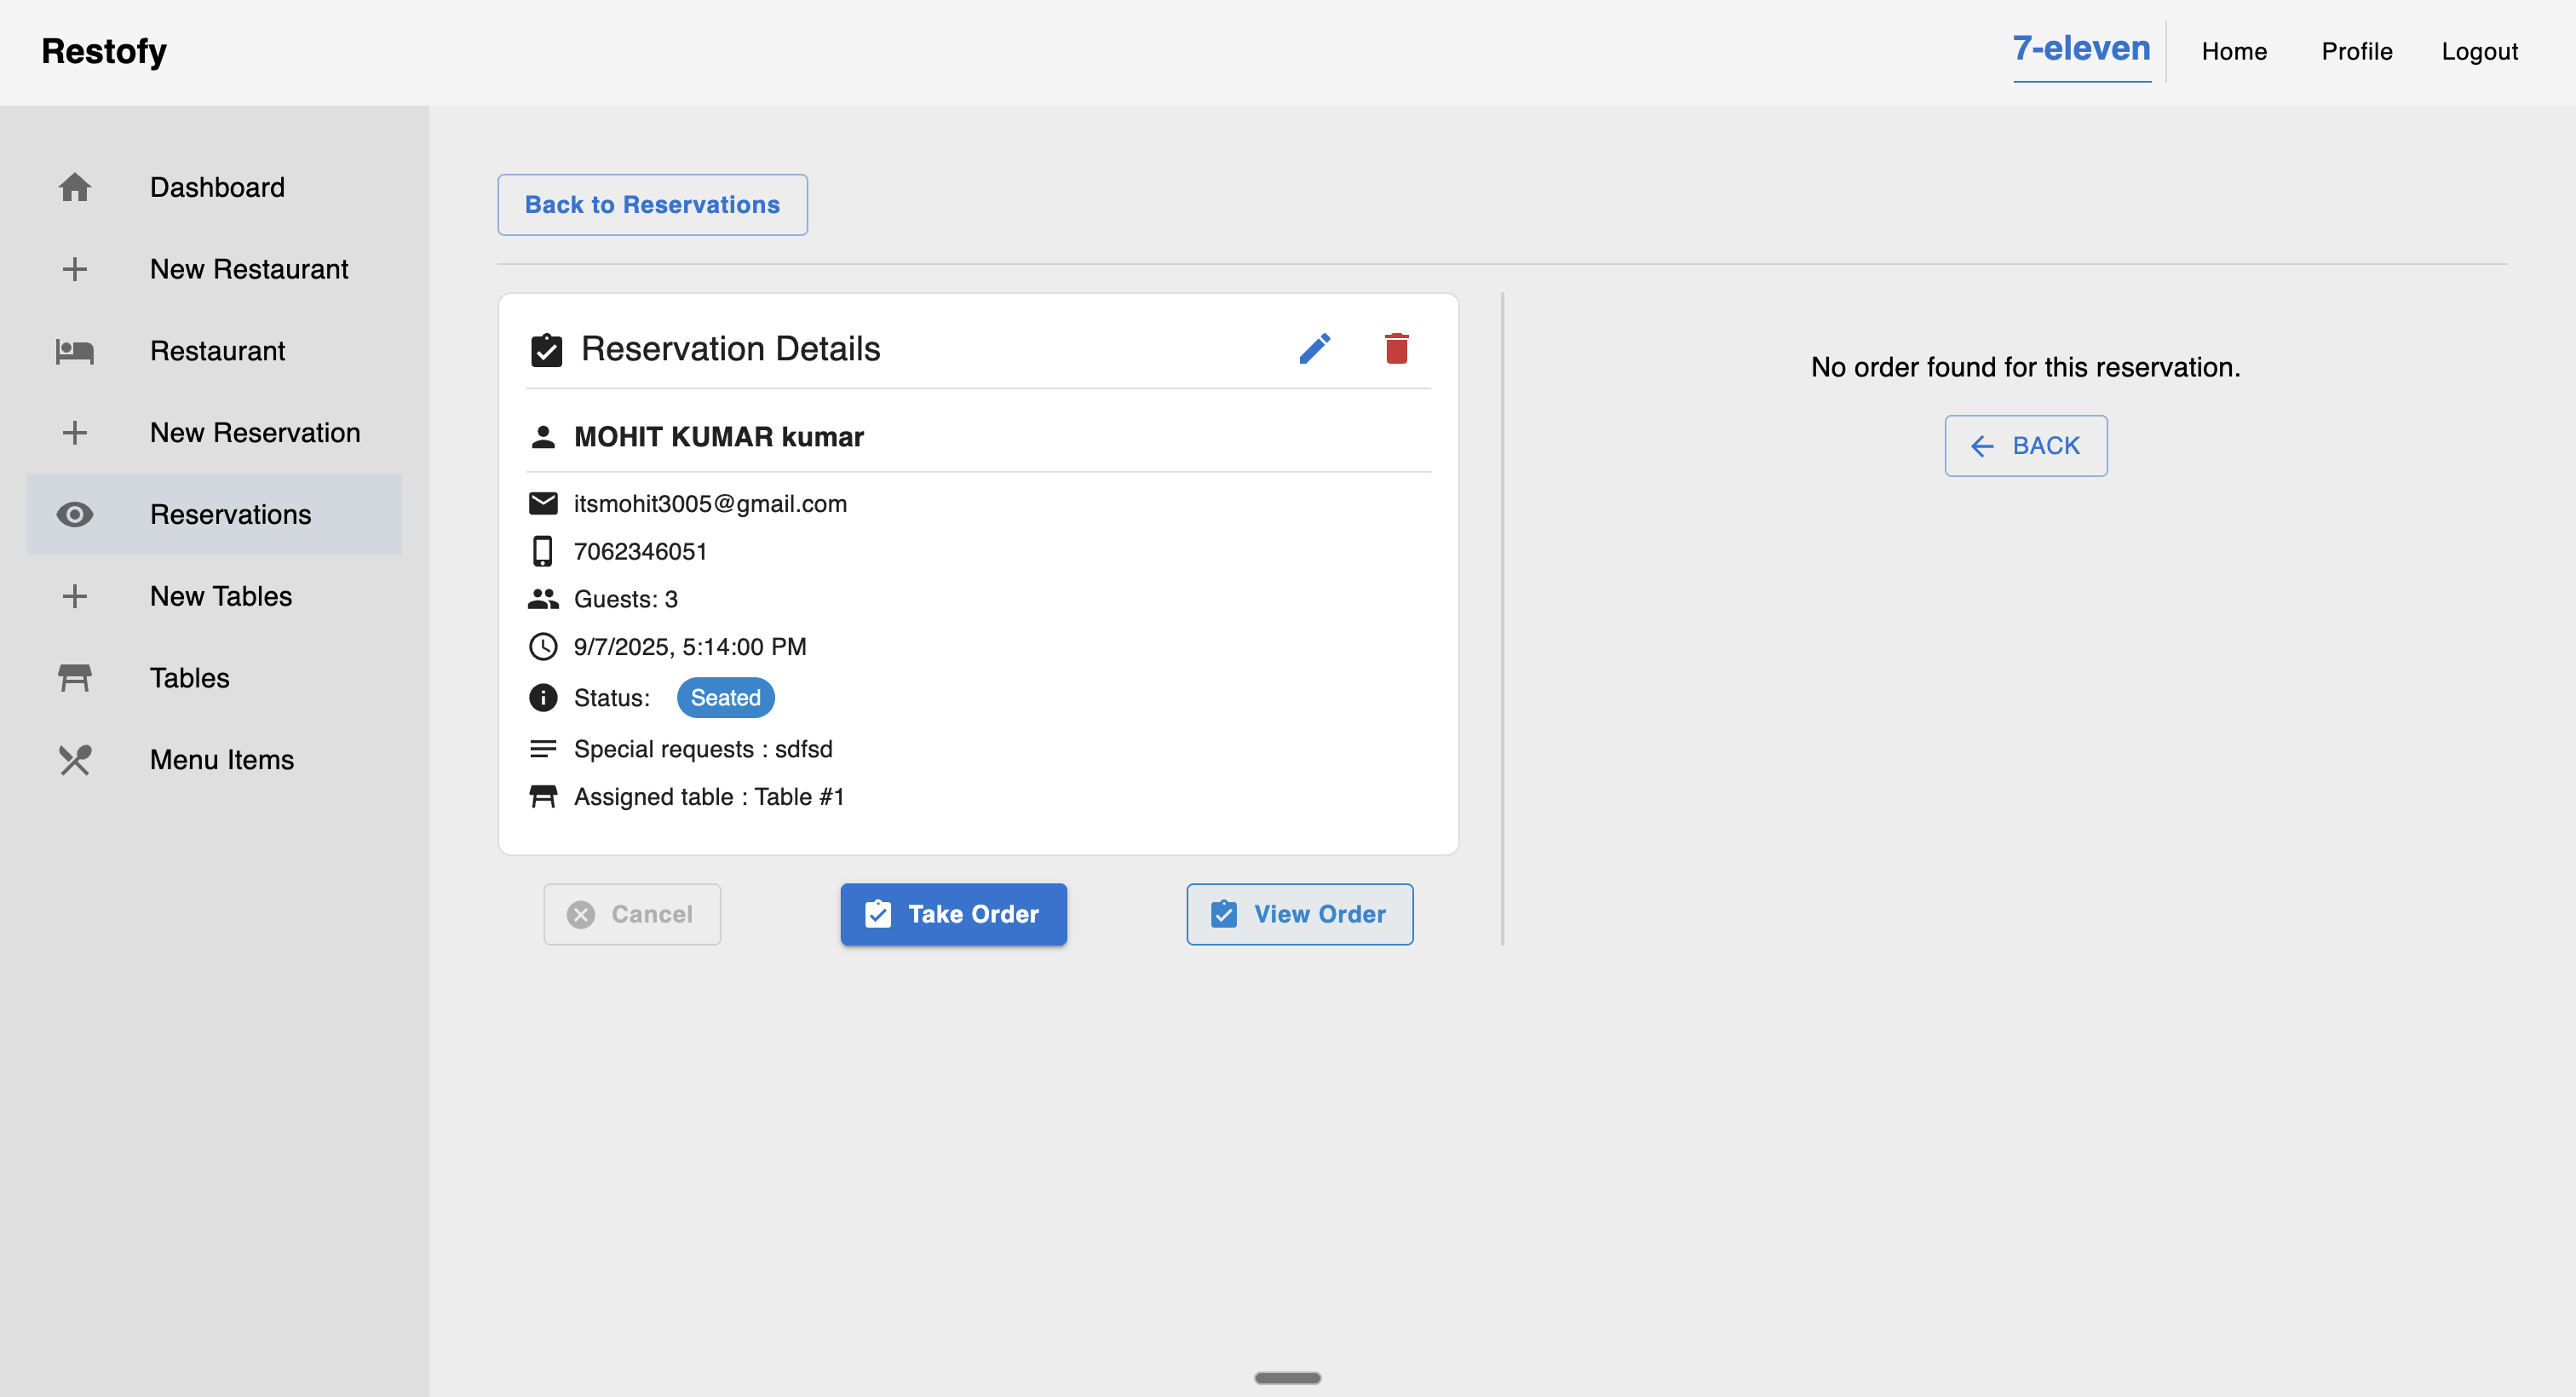 Restofy
7-eleven
Home
Profile
Logout
Dashboard
New Restaurant
Restaurant
New Reservation
Reservations
New Tables
Tables
Menu Items
Back to Reservations
Reservation Details
MOHIT KUMAR kumar
itsmohit3005@gmail.com
7062346051
Guests: 3
9/7/2025, 5:14:00 PM
Status: Seated
Special requests : sdfsd
Assigned table : Table #1
Cancel
Take Order
View Order
No order found for this reservation.
BACK